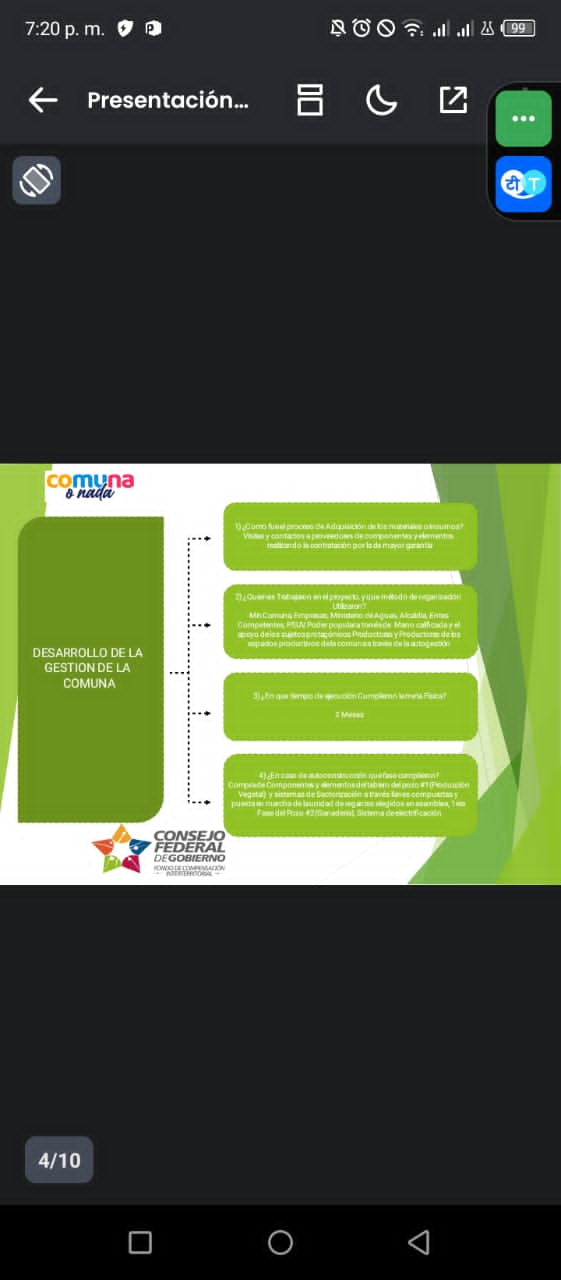 7:20 p. m.
99
Presentación...
टी T
comuna
o nada
DESARROLLO DE LA
GESTION DE LA
COMUNA
1) ¿Como fue el proceso de Adquisición de los materiales o insumos?
Visitas y contactos a proveedores de componentes y elementos
realizando la contratación por la de mayor garantía
2) ¿Quienes Trabajaron en el proyecto, y que método de organización
Utilizaron?
Min Comuna, Empresas, Ministerio de Aguas, Alcaldía, Entes
Competentes, PSUV, Poder popular a través de Mano calificada y el
apoyo de los sujetos protagónicos Productoras y Productores de los
espacios productivos de la comuna a través de la autogestión
3) ¿En que tiempo de ejecución Cumplieron la meta Física?
2 Meses
4) ¿En caso de autoconstrucción que fase cumplieron?
Compra de Componentes y elementos del tablero del pozo #1(Producción
Vegetal) y sistemas de Sectorización a través llaves compuertas y
puesta en marcha de la unidad de regantes elegidos en asamblea, 1era
Fase del Pozo #2(Ganadería), Sistema de electrificación
CONSEJO
FEDERAL
DE GOBIERNO
FONDO DE COMPENSACIÓN
INTERTERRITORIAL
4/10